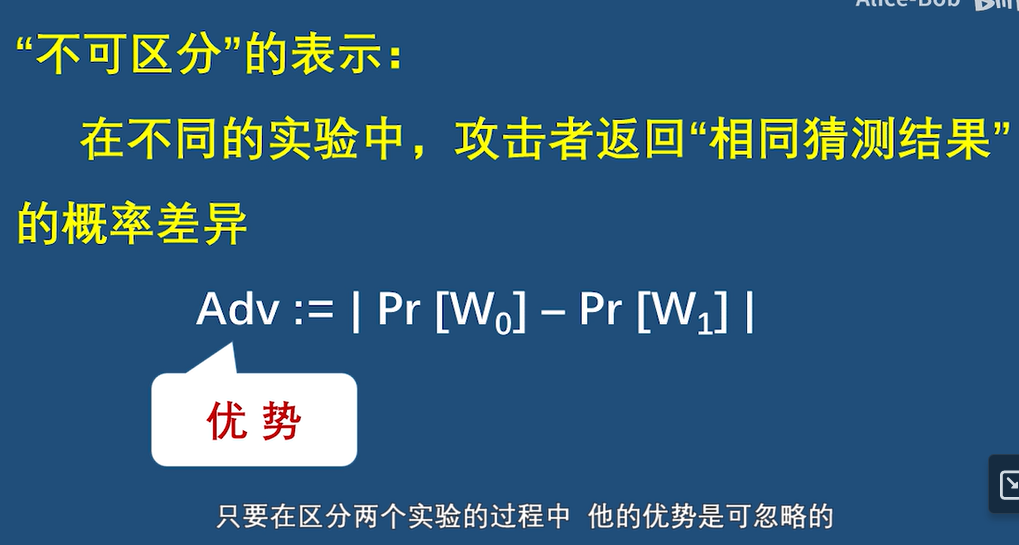 Alice-Bob
“不可区分”的表示：
在不同的实验中，攻击者返回“相同猜测结果”
的概率差异
Adv := | Pr [W₀] – Pr [W₁] |
优 势
只要在区分两个实验的过程中 他的优势是可忽略的